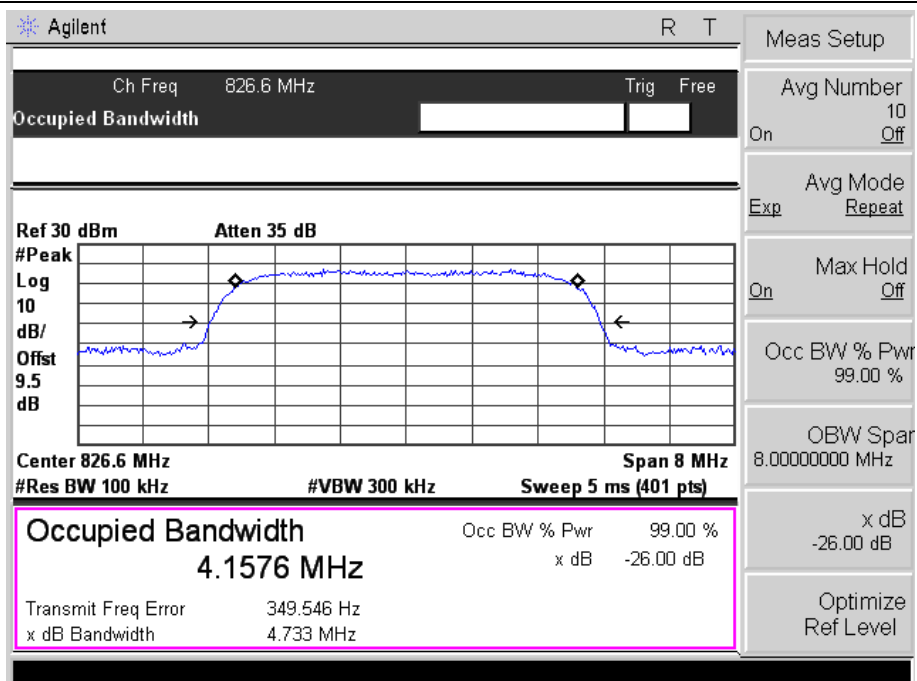 Agilent R T
Ch Freq 826.6 MHz Trig Free
Occupied Bandwidth
Ref 30 dBm Atten 35 dB
#Peak
Log
10
dB/
Offst
9.5
dB
Center 826.6 MHz Span 8 MHz
#Res BW 100 kHz #VBW 300 kHz Sweep 5 ms (401 pts)
Occupied Bandwidth
4.1576 MHz
Occ BW % Pwr 99.00 %
x dB -26.00 dB
Transmit Freq Error 349.546 Hz
x dB Bandwidth 4.733 MHz
Meas Setup
Avg Number
10
On Off
Avg Mode
Exp Repeat
Max Hold
On Off
Occ BW % Pwr
99.00 %
OBW Span
8.00000000 MHz
x dB
-26.00 dB
Optimize
Ref Level